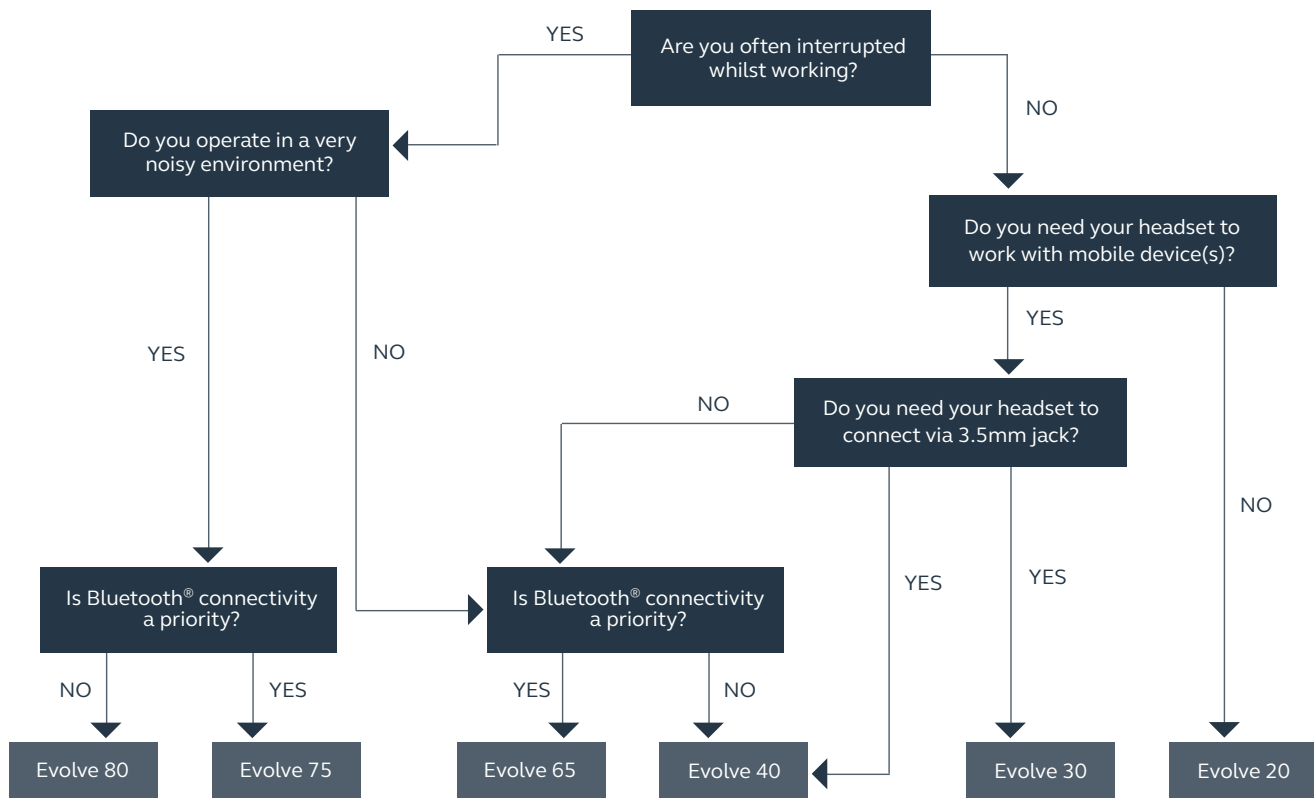 YES
Are you often interrupted
whilst working?
NO
Do you operate in a very
noisy environment?
Do you need your headset to
work with mobile device(s)?
YES
YES
NO
NO
Do you need your headset to
connect via 3.5mm jack?
NO
YES
YES
Is Bluetooth® connectivity
a priority?
Is Bluetooth® connectivity
a priority?
NO
YES
YES
NO
Evolve 80
Evolve 75
Evolve 65
Evolve 40
Evolve 30
Evolve 20